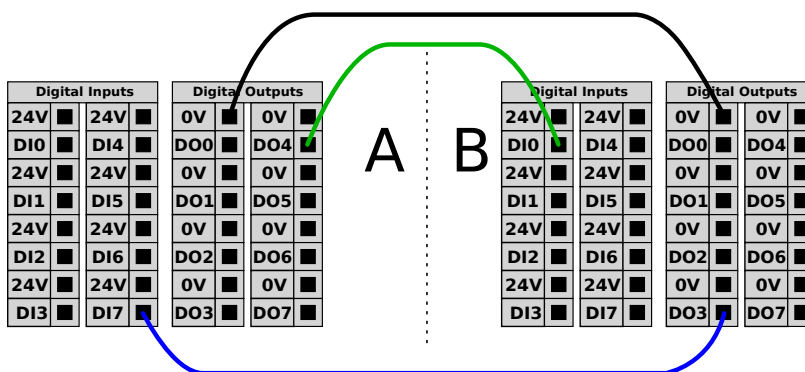 Digital Inputs Digital Outputs Digital Inputs Digital Outputs
24V 24V 0V 0V 24V 24V 0V 0V
DI0 DI4 DO0 DO4 A B DI0 DI4 DO0 DO4
24V 24V 0V 0V 24V 24V 0V 0V
DI1 DI5 DO1 DO5 DI1 DI5 DO1 DO5
24V 24V 0V 0V 24V 24V 0V 0V
DI2 DI6 DO2 DO6 DI2 DI6 DO2 DO6
24V 24V 0V 0V 24V 24V 0V 0V
DI3 DI7 DO3 DO7 DI3 DI7 DO3 DO7